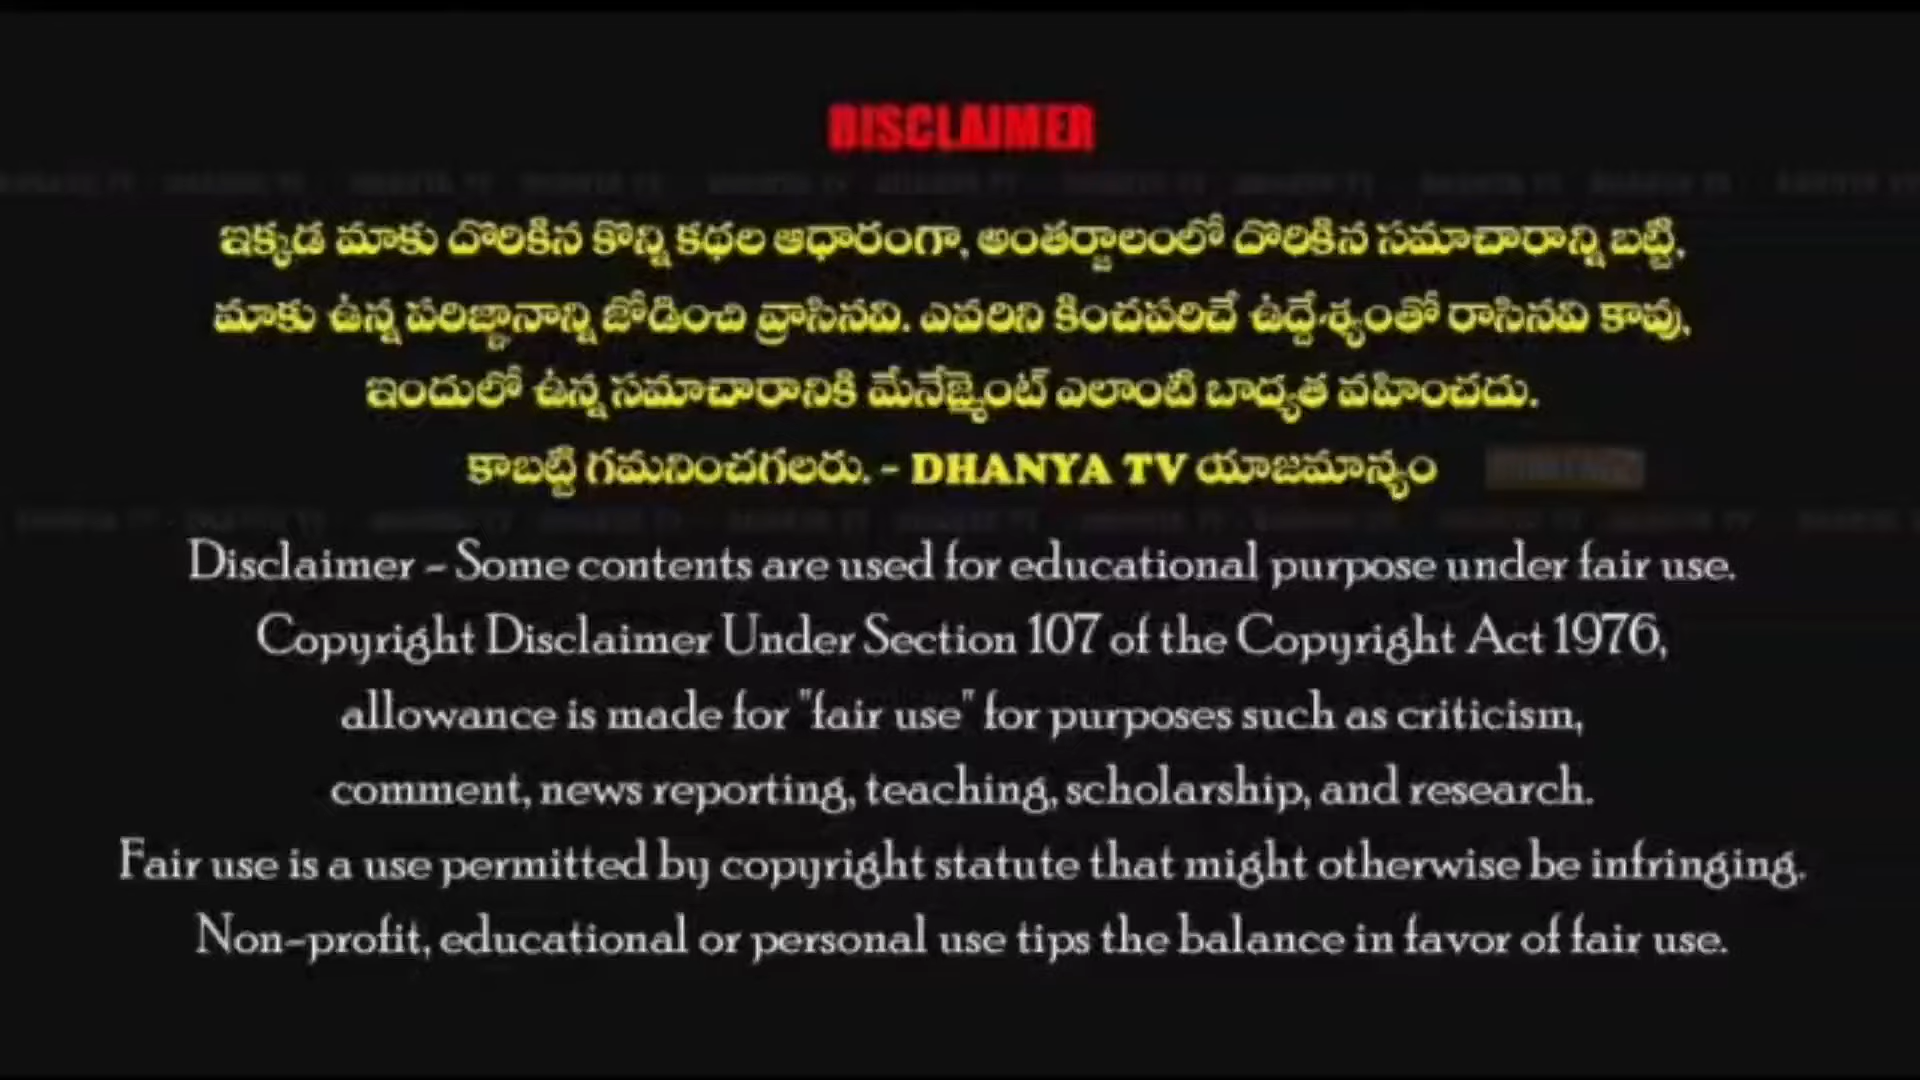 DISCLAIMER
ఇక్కడ మాకు దొరికిన కొన్ని కథల ఆధారంగా, అంతర్జాలంలో దొరికిన సమాచారాన్ని బట్టి,
మాకు ఉన్న పరిజ్ఞానాన్ని జోడించి వ్రాసినవి. ఎవరిని కించపరిచే ఉద్దేశ్యంతో రాసినవి కావు,
ఇందులో ఉన్న సమాచారానికి మేనేజ్మెంట్ ఎలాంటి బాధ్యత వహించదు.
కాబట్టి గమనించగలరు. - DHANYA TV యాజమాన్యం
Disclaimer - Some contents are used for educational purpose under fair use.
Copyright Disclaimer Under Section 107 of the Copyright Act 1976,
allowance is made for "fair use" for purposes such as criticism,
comment, news reporting, teaching, scholarship, and research.
Fair use is a use permitted by copyright statute that might otherwise be infringing.
Non-profit, educational or personal use tips the balance in favor of fair use.